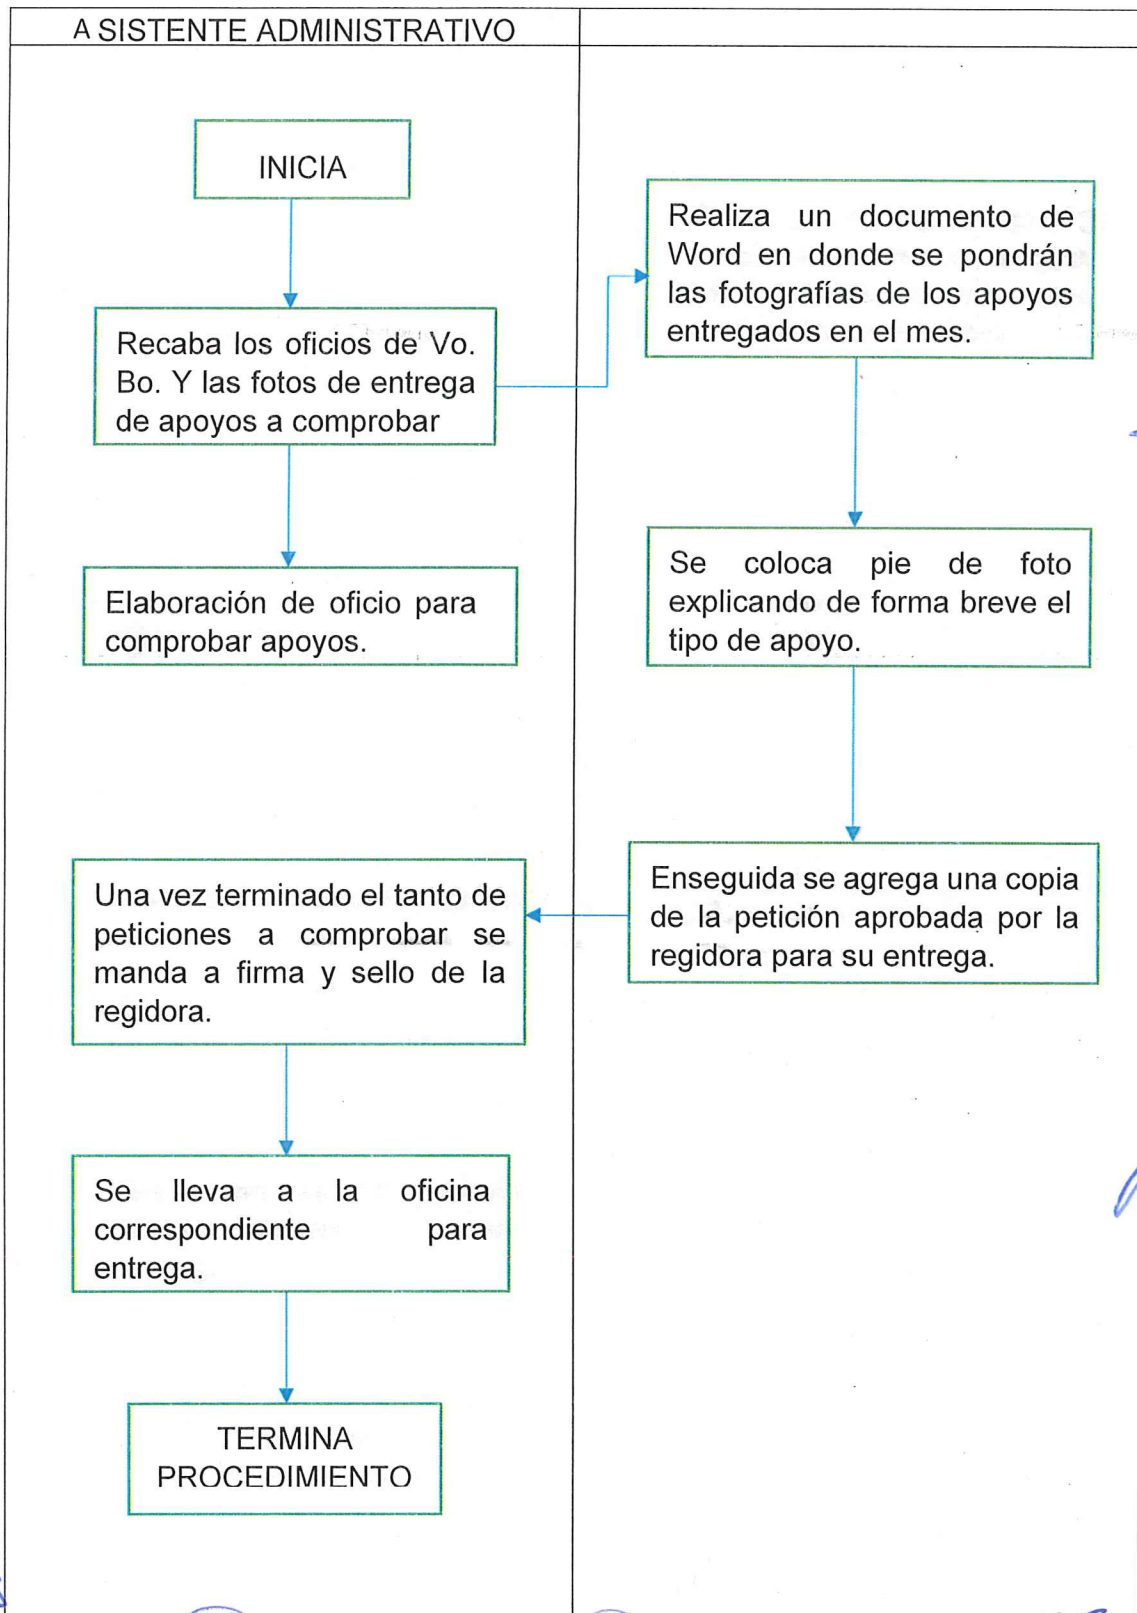 A SISTENTE ADMINISTRATIVO
INICIA
Recaba los oficios de Vo.
Bo. Y las fotos de entrega
de apoyos a comprobar
Elaboración de oficio para
comprobar apoyos.
Realiza un documento de
Word en donde se pondrán
las fotografías de los apoyos
entregados en el mes.
Se coloca pie de foto
explicando de forma breve el
tipo de apoyo.
Enseguida se agrega una copia
de la petición aprobada por la
regidora para su entrega.
Una vez terminado el tanto de
peticiones a comprobar se
manda a firma y sello de la
regidora.
Se lleva a la oficina
correspondiente para
entrega.
TERMINA
PROCEDIMIENTO